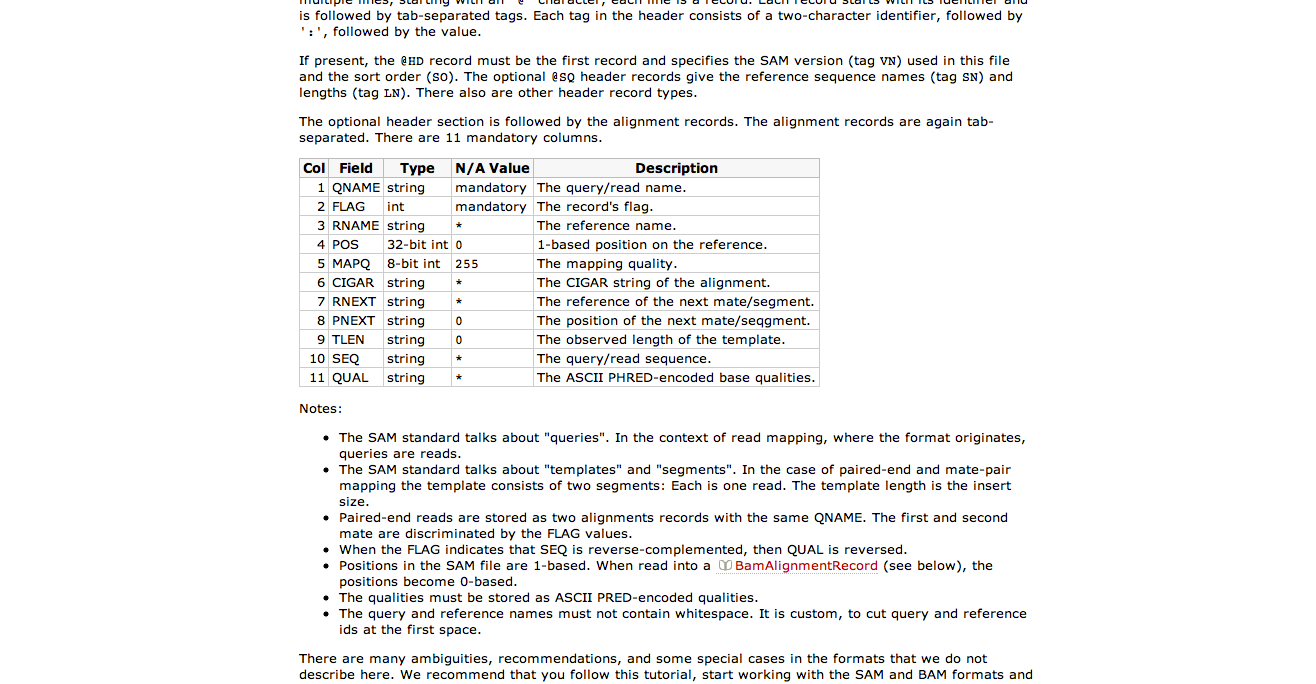 multiple lines, starting with an '@' character, each line is a record. Each record starts with its identifier and
is followed by tab-separated tags. Each tag in the header consists of a two-character identifier, followed by
':', followed by the value.
If present, the @HD record must be the first record and specifies the SAM version (tag VN) used in this file
and the sort order (SO). The optional @SQ header records give the reference sequence names (tag SN) and
lengths (tag LN). There also are other header record types.
The optional header section is followed by the alignment records. The alignment records are again tab-
separated. There are 11 mandatory columns.
Col Field Type N/A Value Description
1 QNAME string mandatory The query/read name.
2 FLAG int mandatory The record's flag.
3 RNAME string * The reference name.
4 POS 32-bit int 0 1-based position on the reference.
5 MAPQ 8-bit int 255 The mapping quality.
6 CIGAR string * The CIGAR string of the alignment.
7 RNEXT string * The reference of the next mate/segment.
8 PNEXT string 0 The position of the next mate/seqgment.
9 TLEN string 0 The observed length of the template.
10 SEQ string * The query/read sequence.
11 QUAL string * The ASCII PHRED-encoded base qualities.
Notes:
• The SAM standard talks about "queries". In the context of read mapping, where the format originates,
queries are reads.
• The SAM standard talks about "templates" and "segments". In the case of paired-end and mate-pair
mapping the template consists of two segments: Each is one read. The template length is the insert
size.
• Paired-end reads are stored as two alignments records with the same QNAME. The first and second
mate are discriminated by the FLAG values.
• When the FLAG indicates that SEQ is reverse-complemented, then QUAL is reversed.
• Positions in the SAM file are 1-based. When read into a BamAlignmentRecord (see below), the
positions become 0-based.
• The qualities must be stored as ASCII PRED-encoded qualities.
• The query and reference names must not contain whitespace. It is custom, to cut query and reference
ids at the first space.
There are many ambiguities, recommendations, and some special cases in the formats that we do not
describe here. We recommend that you follow this tutorial, start working with the SAM and BAM formats and